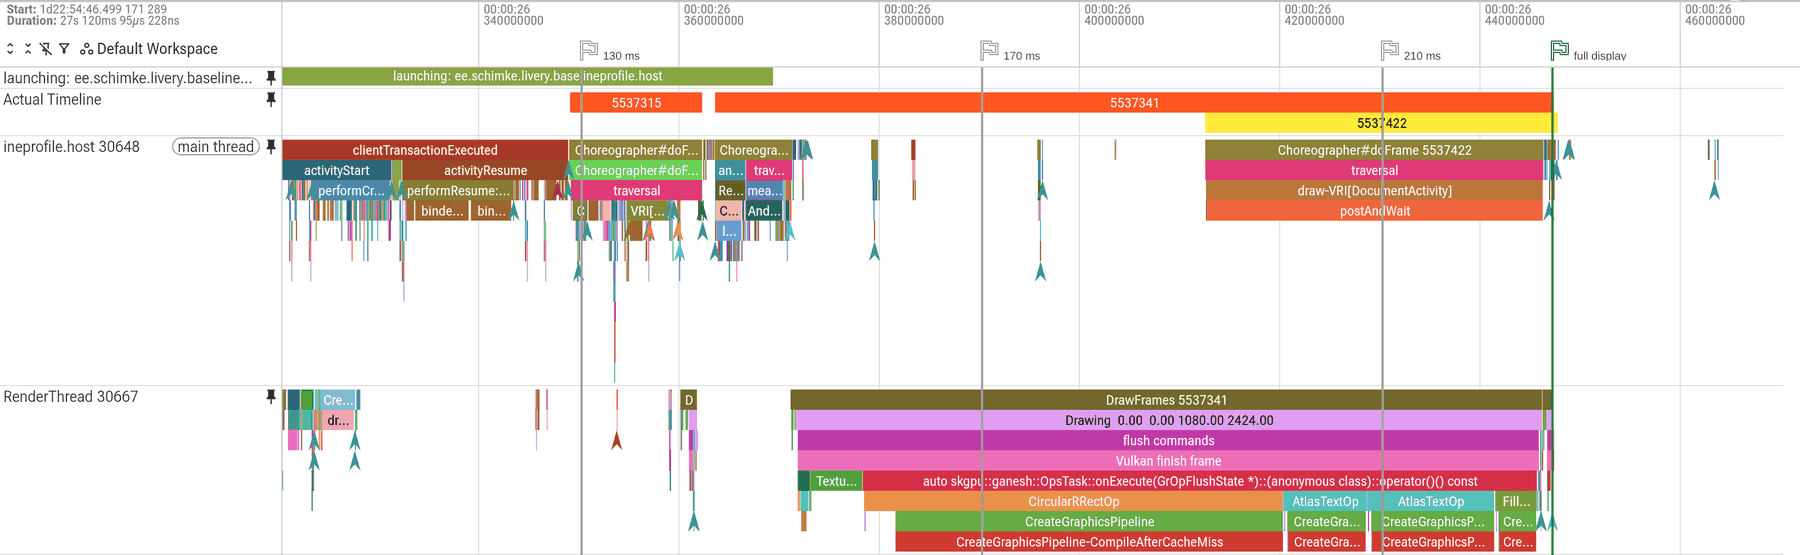 Start: 1d22:54:46.499 171 289
Duration: 27s 120ms 95µs 228ns
00:00:26
340000000
00:00:26
360000000
00:00:26
380000000
00:00:26
400000000
00:00:26
420000000
00:00:26
440000000
00:00:26
460000000
Default Workspace
130 ms
170 ms
210 ms
full display
launching: ee.schimke.livery.baseline...
launching: ee.schimke.livery.baselineprofile.host
Actual Timeline
5537315
5537341
5537422
ineprofile.host 30648
main thread
clientTransactionExecuted
Choreographer#doF...
Choreogra...
Choreographer#doFrame 5537422
activityStart
activityResume
Choreographer#doF...
an...
trav...
traversal
performCr...
performResume:...
traversal
Re...
mea...
draw-VRI[DocumentActivity]
binde...
bin...
C
VRI[...
C...
And...
postAndWait
l...
RenderThread 30667
Cre...
D
DrawFrames 5537341
dr...
Drawing 0.00 0.00 1080.00 2424.00
flush commands
Vulkan finish frame
Textu...
auto skgpu::ganesh::OpsTask::onExecute(GrOpFlushState *)::(anonymous class)::operator()() const
CircularRRectOp
AtlasTextOp
AtlasTextOp
Fill...
CreateGraphicsPipeline
CreateGra...
CreateGraphicsP...
Cre...
CreateGraphicsPipeline-CompileAfterCacheMiss
CreateGra...
CreateGraphicsP...
Cre...